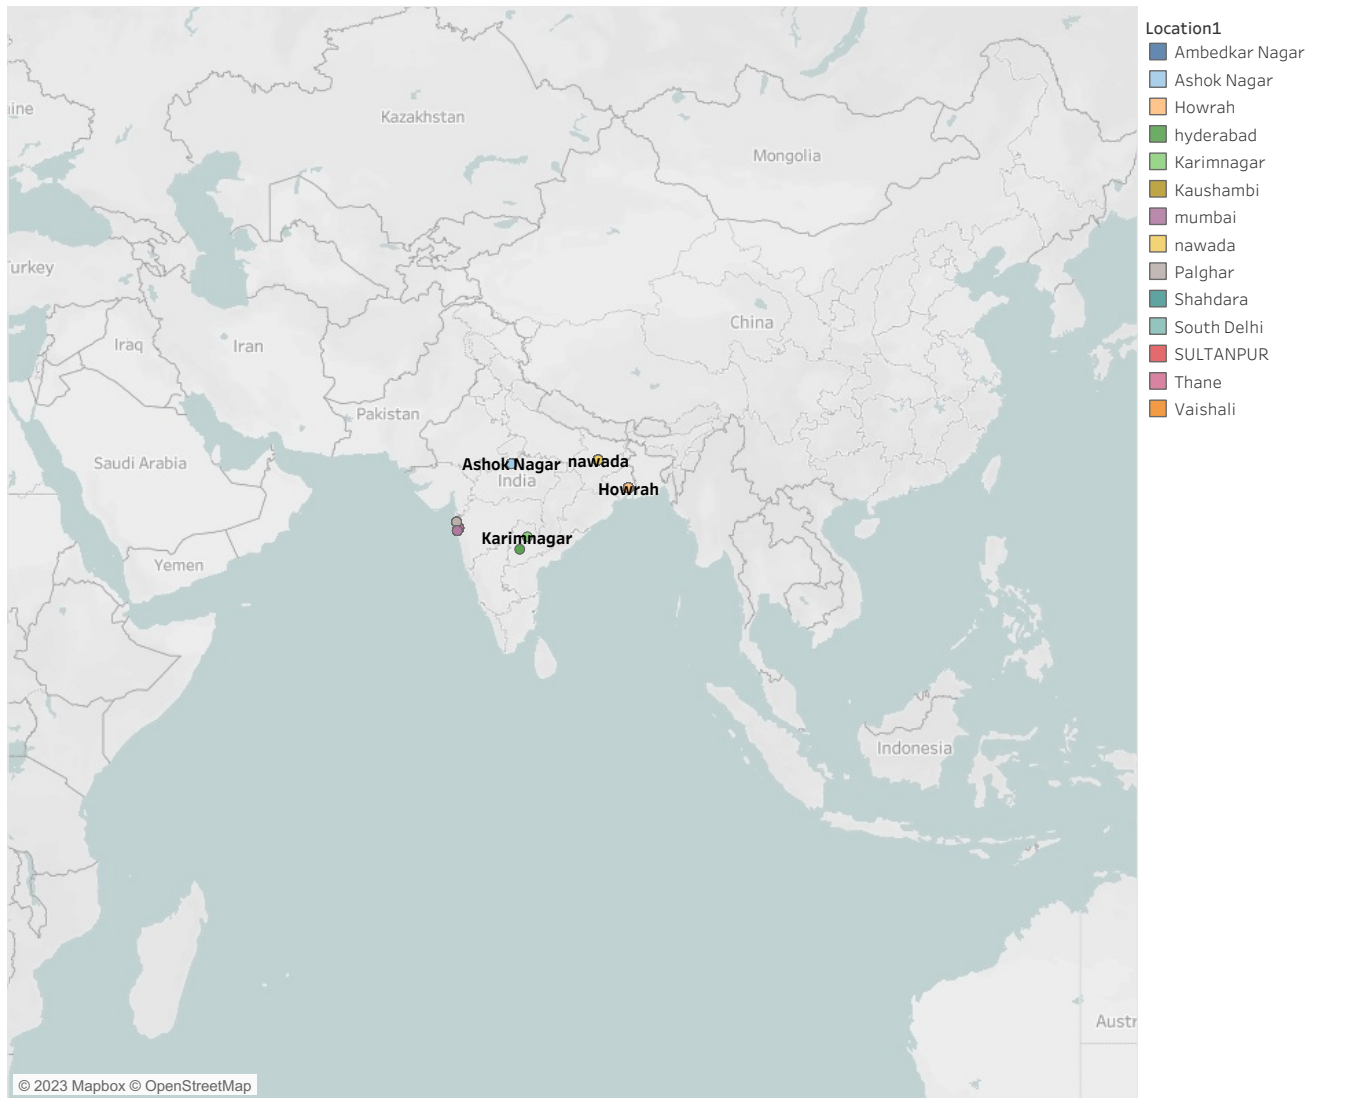 Location1
Ambedkar Nagar
Ashok Nagar
Howrah
hyderabad
Karimnagar
Kaushambi
mumbai
nawada
Palghar
Shahdara
South Delhi
SULTANPUR
Thane
Vaishali
aine
Kazakhstan
Mongolia
Turkey
China
Iraq
Iran
Pakistan
Saudi Arabia
Ashok Nagar
nawada
India
Howrah
Karimnagar
Yemen
Indonesia
Austr
© 2023 Mapbox © OpenStreetMap